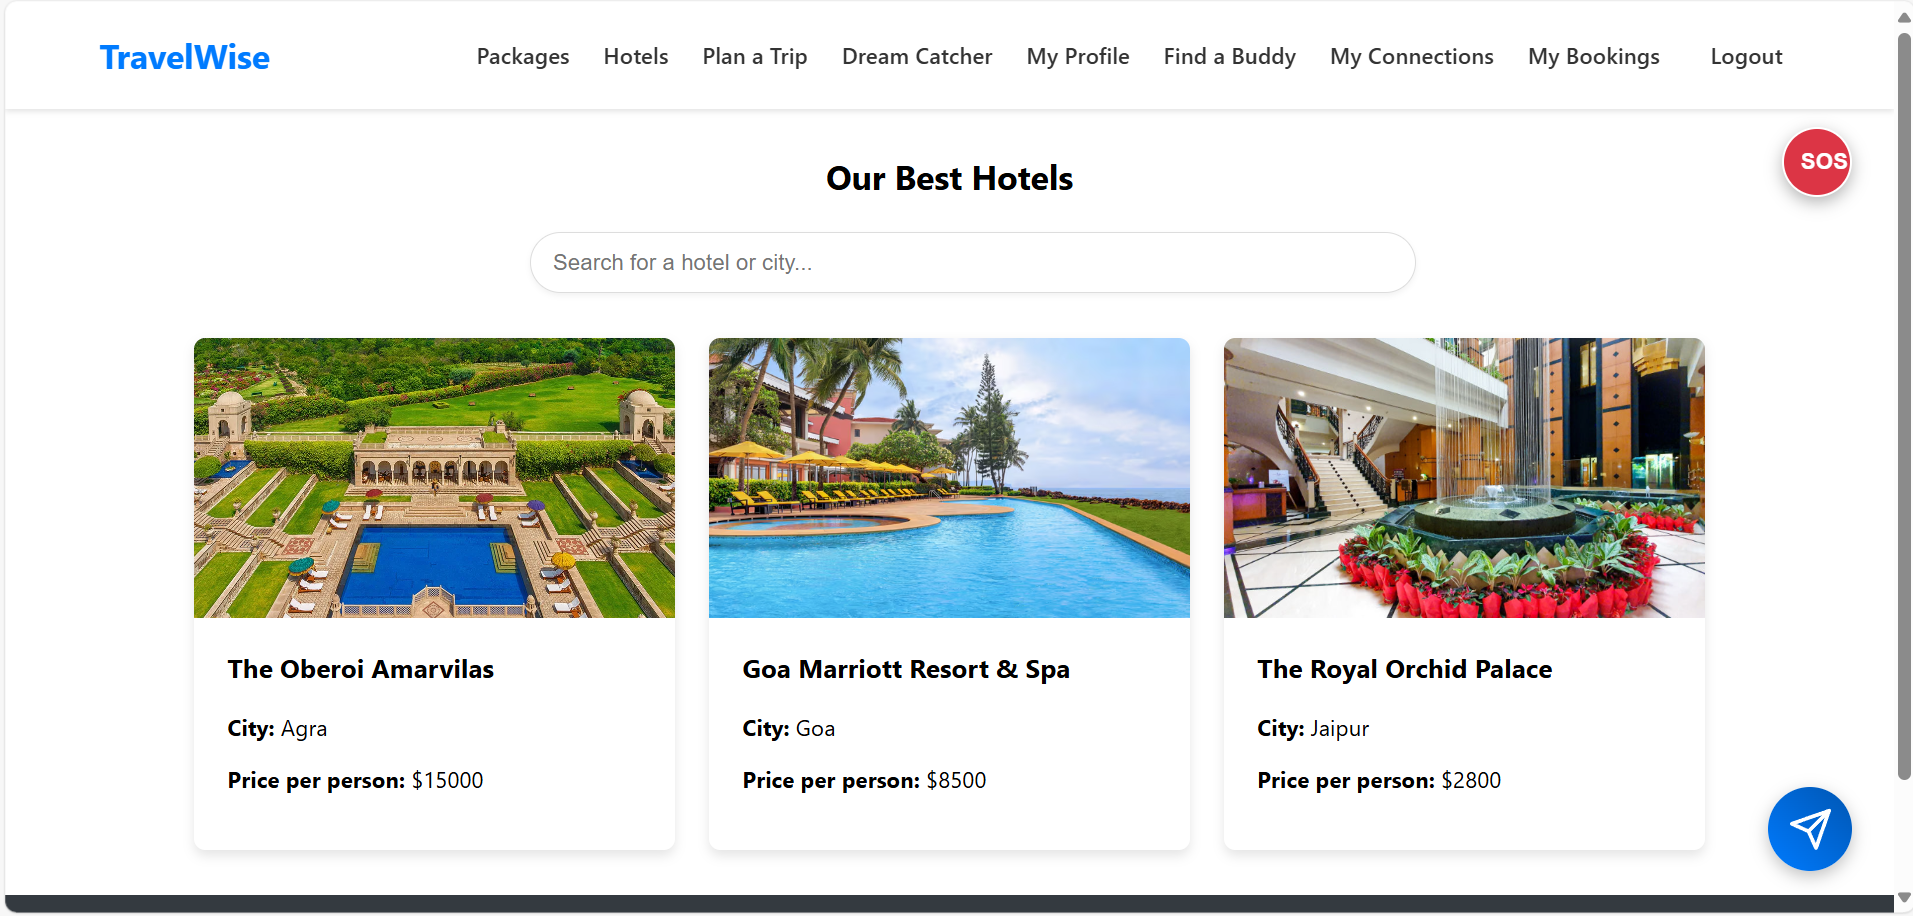 TravelWise
Packages Hotels Plan a Trip Dream Catcher My Profile Find a Buddy My Connections My Bookings Logout
SOS
Our Best Hotels
Search for a hotel or city...
The Oberoi Amarvilas
City: Agra
Price per person: $15000
Goa Marriott Resort & Spa
City: Goa
Price per person: $8500
The Royal Orchid Palace
City: Jaipur
Price per person: $2800